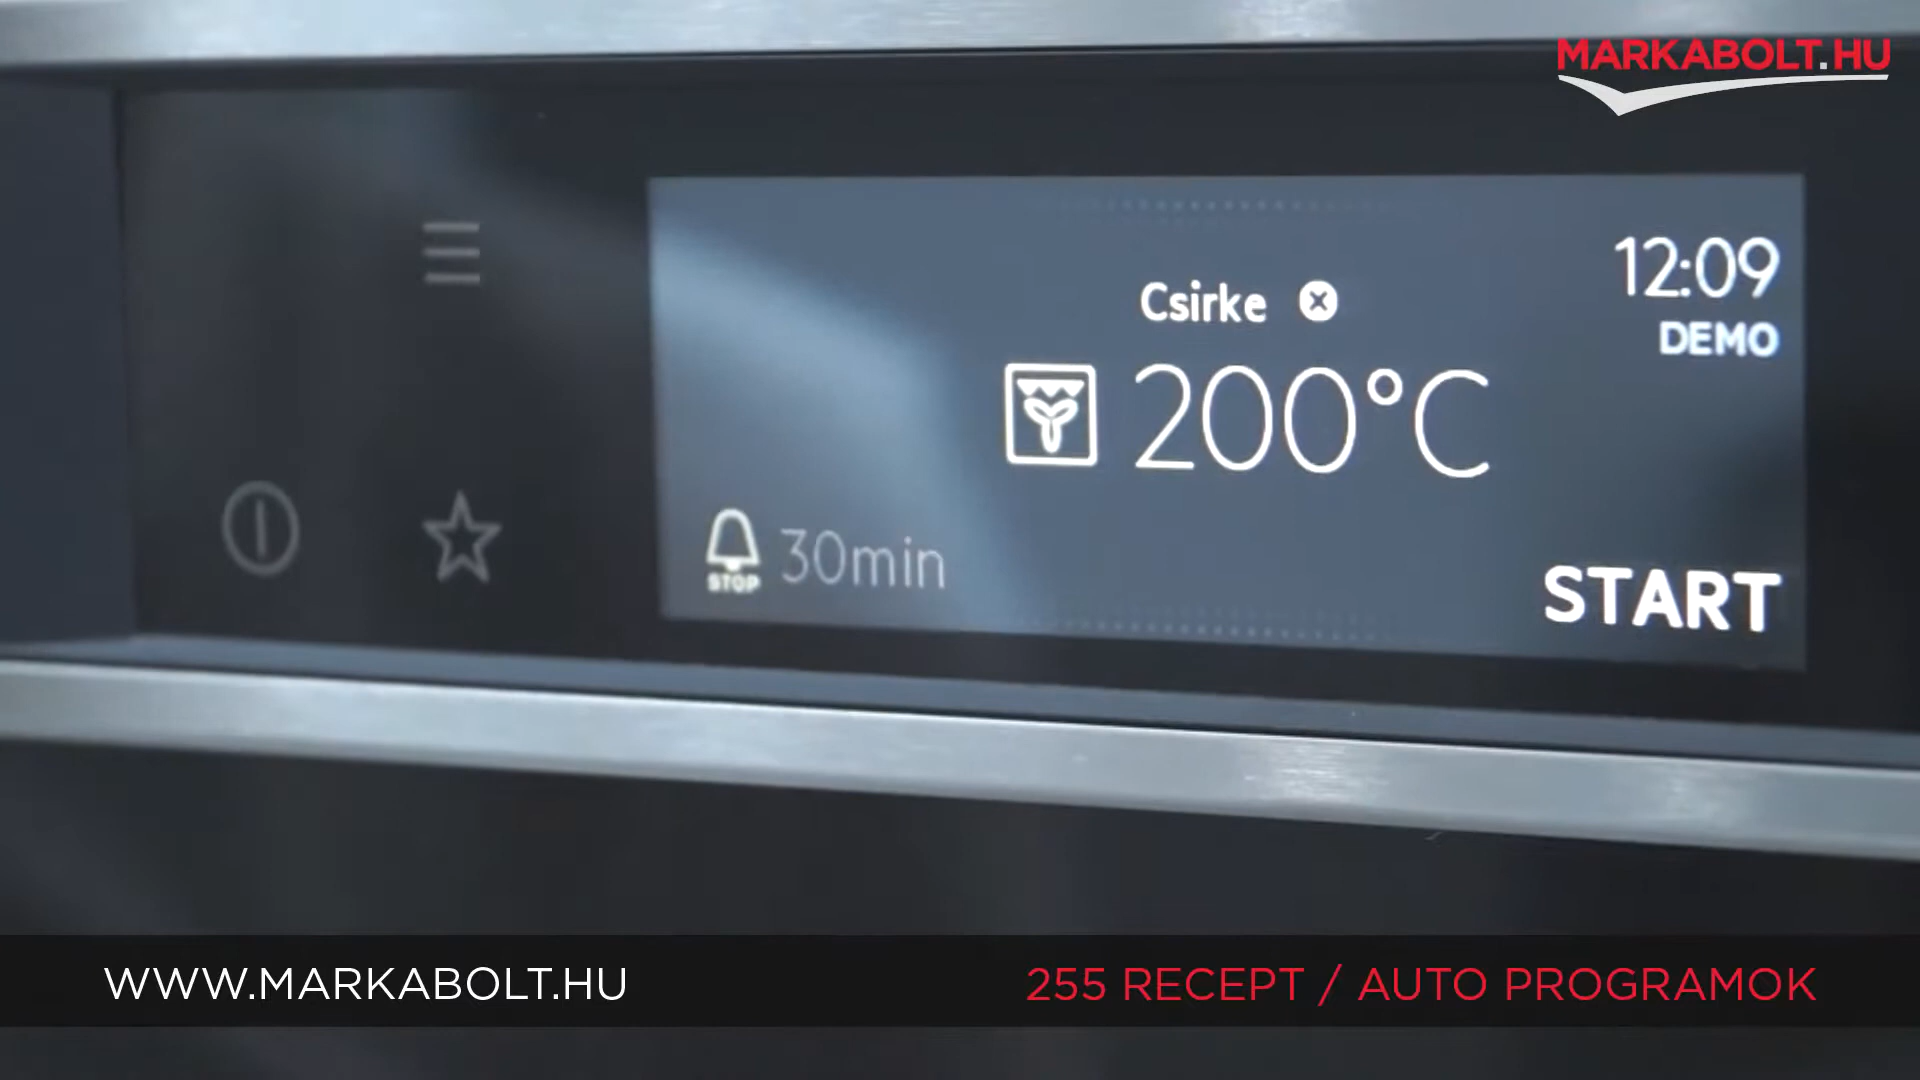 MARKABOLT.HU
12:09
DEMO
Csirke
200°C
STOP 30min
START
WWW.MARKABOLT.HU
255 RECEPT / AUTO PROGRAMOK